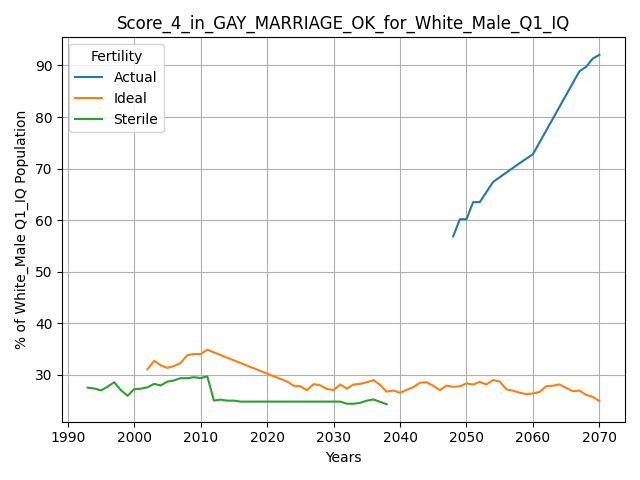 Score_4_in_GAY_MARRIAGE_OK_for_White_Male_Q1_IQ
Fertility
Actual
Ideal
Sterile
% of White_Male Q1_IQ Population
90
80
70
60
50
40
30
1990 2000 2010 2020 2030 2040 2050 2060 2070
Years